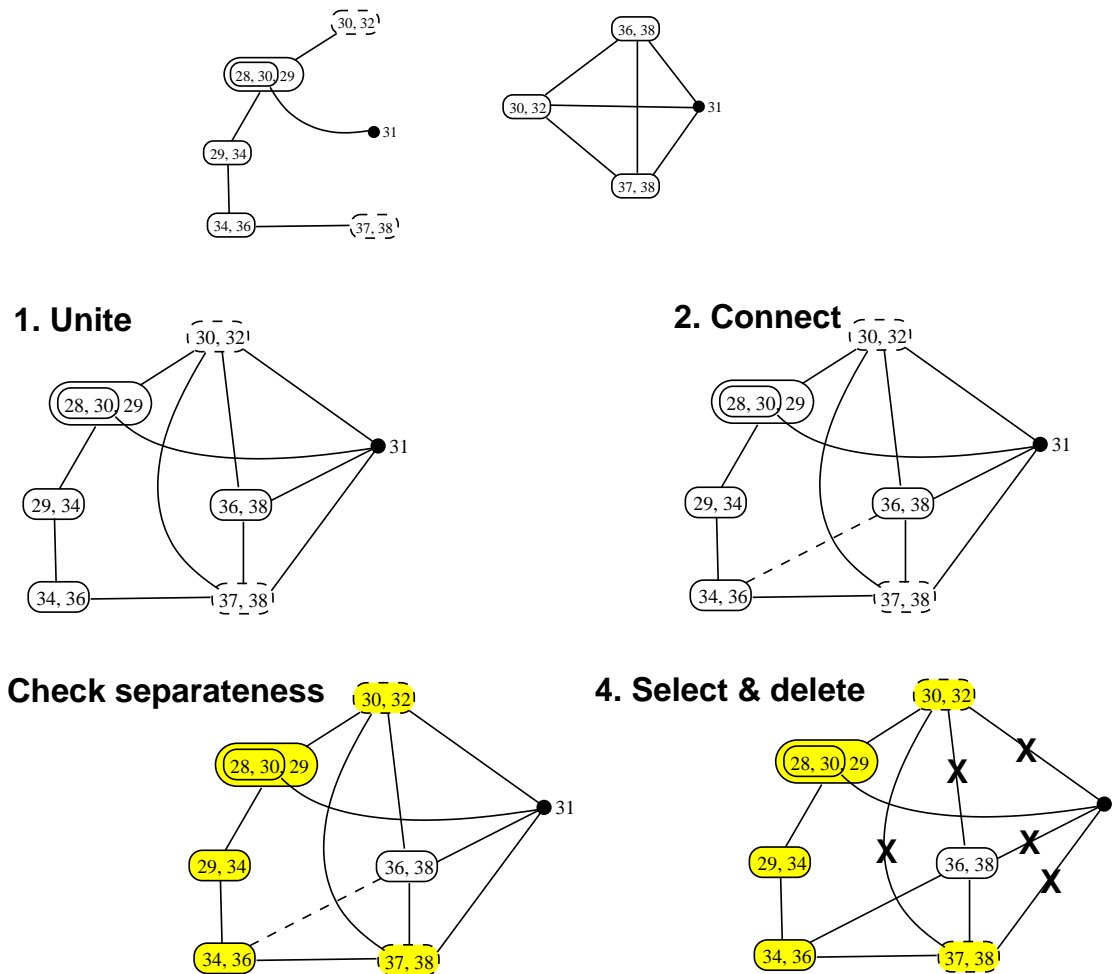 30, 32
28, 30, 29
31
29, 34
34, 36
37, 38
36, 38
30, 32
31
37, 38
1. Unite
30, 32
28, 30, 29
31
29, 34
36, 38
34, 36
37, 38
2. Connect
30, 32
28, 30, 29
31
29, 34
36, 38
34, 36
37, 38
Check separateness
30, 32
28, 30, 29
31
29, 34
36, 38
34, 36
37, 38
4. Select & delete
30, 32
28, 30, 29
X
X
X
X
X
29, 34
36, 38
34, 36
37, 38